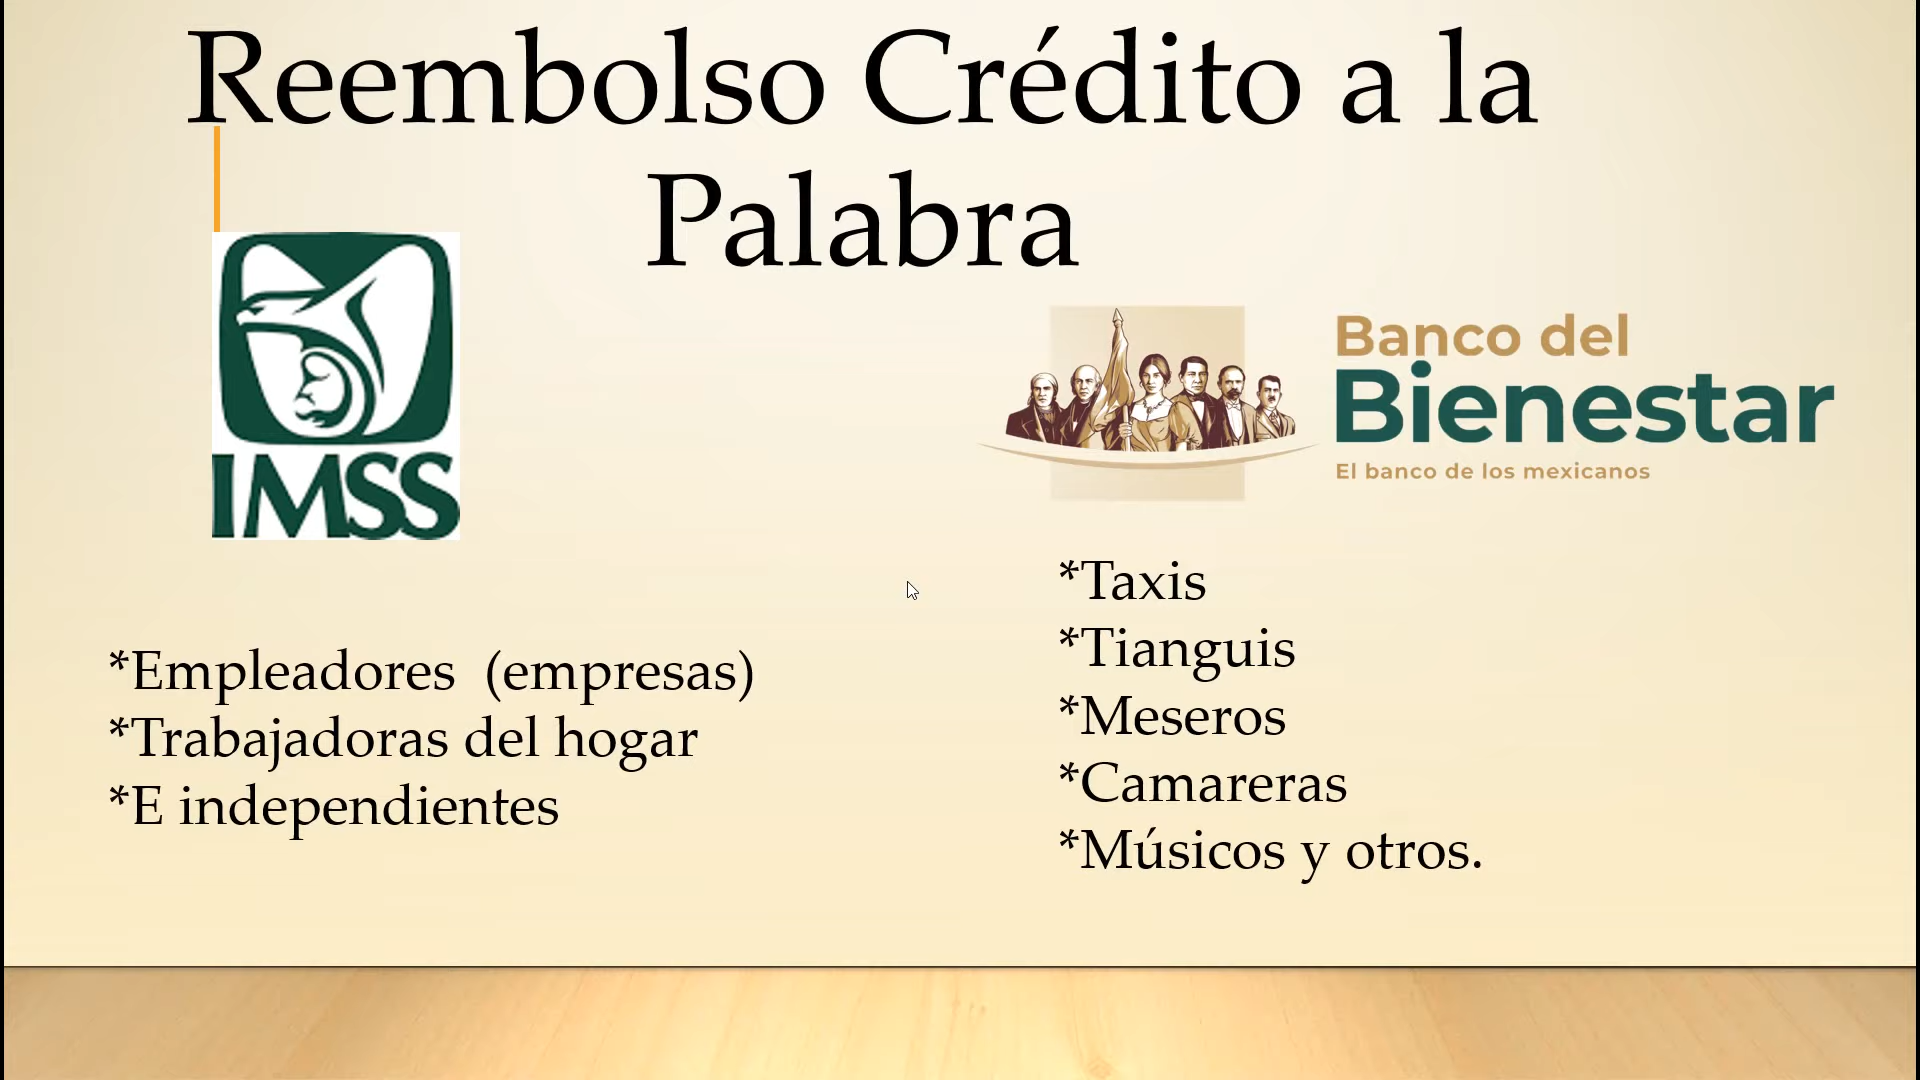 Reembolso Crédito a la
Palabra
IMSS
*Empleadores (empresas)
*Trabajadoras del hogar
*E independientes
Banco del
Bienestar
El banco de los mexicanos
*Taxis
*Tianguis
*Meseros
*Camareras
*Músicos y otros.